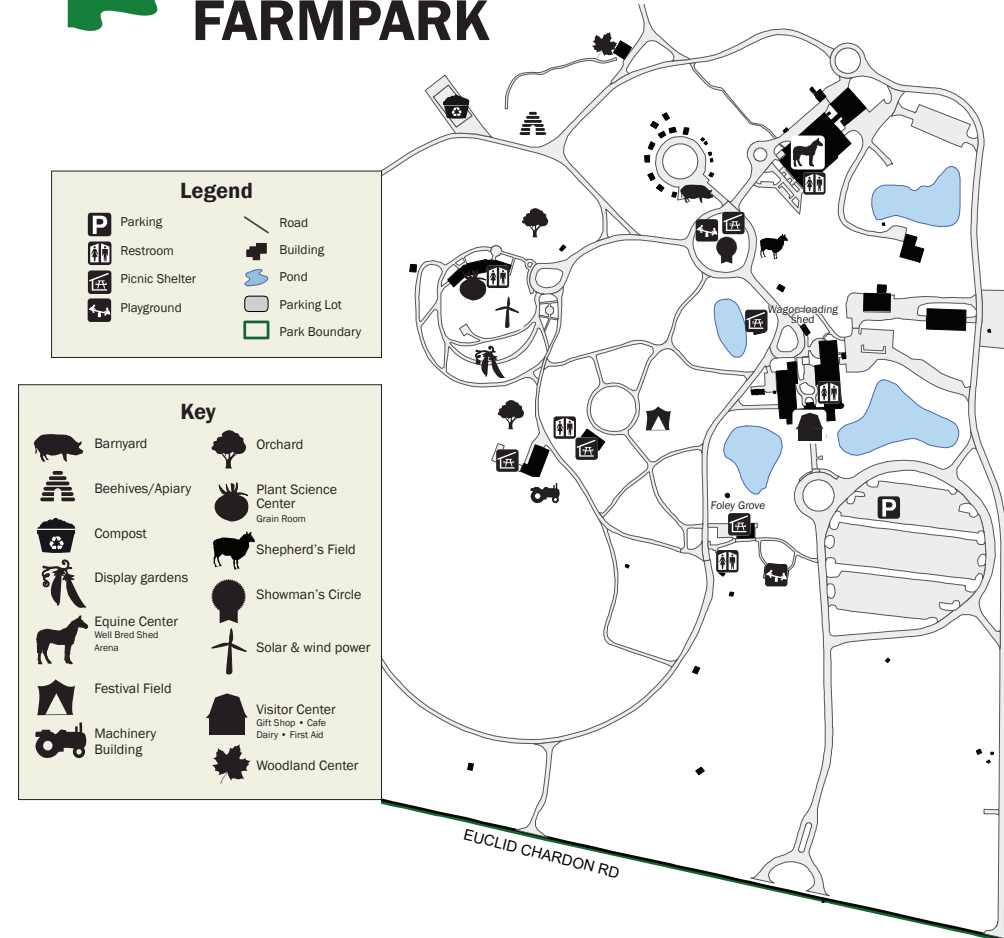 FARMPARK
Legend
P Parking
Restroom
Picnic Shelter
Playground
Road
Building
Pond
Parking Lot
Park Boundary
Key
Barnyard
Beehives/Apiary
Compost
Display gardens
Equine Center
Well Bred Shed
Arena
Festival Field
Machinery
Building
Orchard
Plant Science
Center
Grain Room
Shepherd's Field
Showman's Circle
Solar & wind power
Visitor Center
Gift Shop • Cafe
Dairy • First Aid
Woodland Center
Wagon loading
shed
Foley Grove
P
EUCLID CHARDON RD